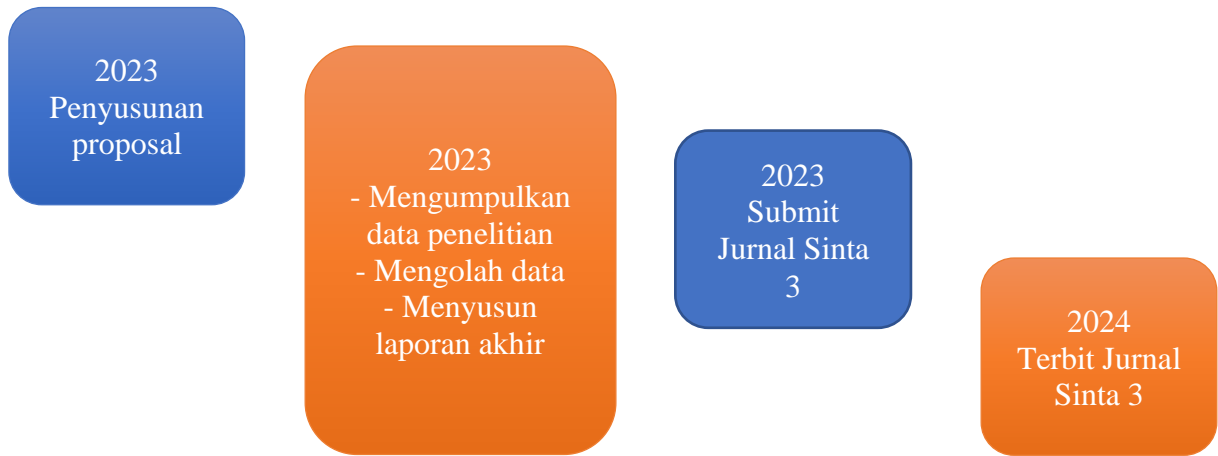 2023
Penyusunan
proposal
2023
- Mengumpulkan
data penelitian
- Mengolah data
- Menyusun
laporan akhir
2023
Submit
Jurnal Sinta
3
2024
Terbit Jurnal
Sinta 3